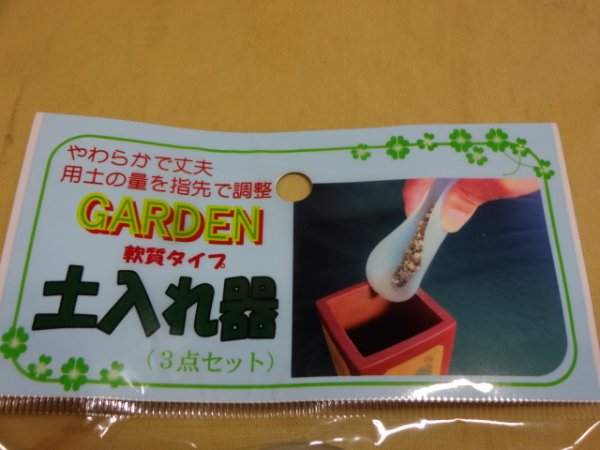 やわらかで丈夫
用土の量を指先で調整
GARDEN
軟質タイプ
土入れ器
(3点セット)